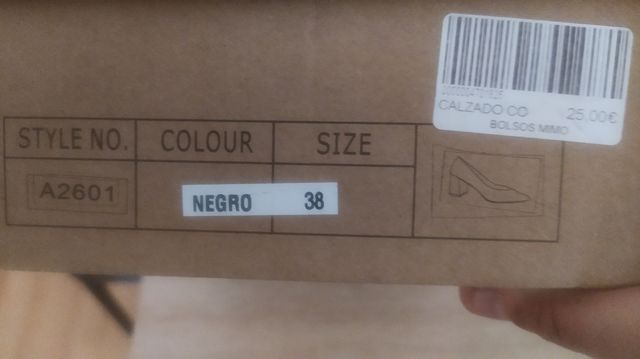 CALZADO CO 25,00€
BOLSOS MIMO
STYLE NO. COLOUR SIZE
A2601 NEGRO 38